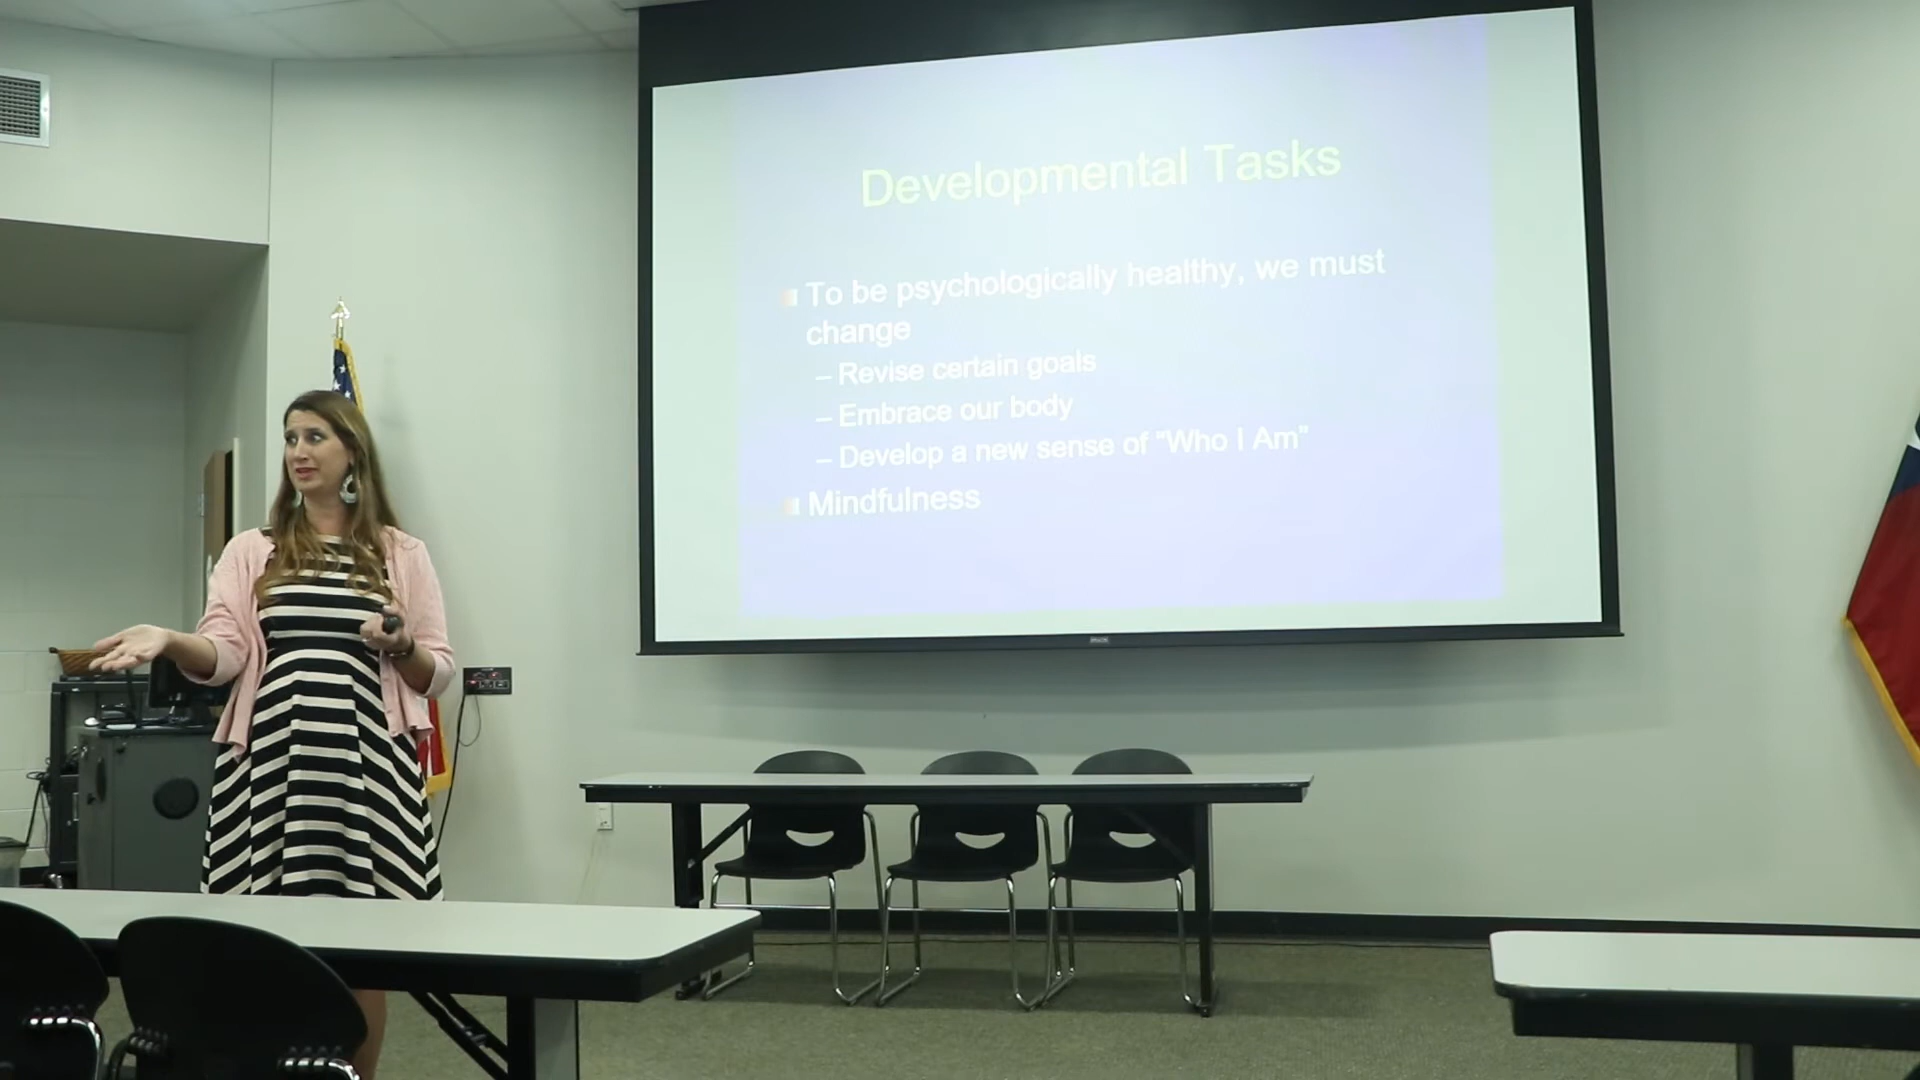 Developmental Tasks
To be psychologically healthy, we must
change
– Revise certain goals
– Embrace our body
– Develop a new sense of “Who I Am”
Mindfulness